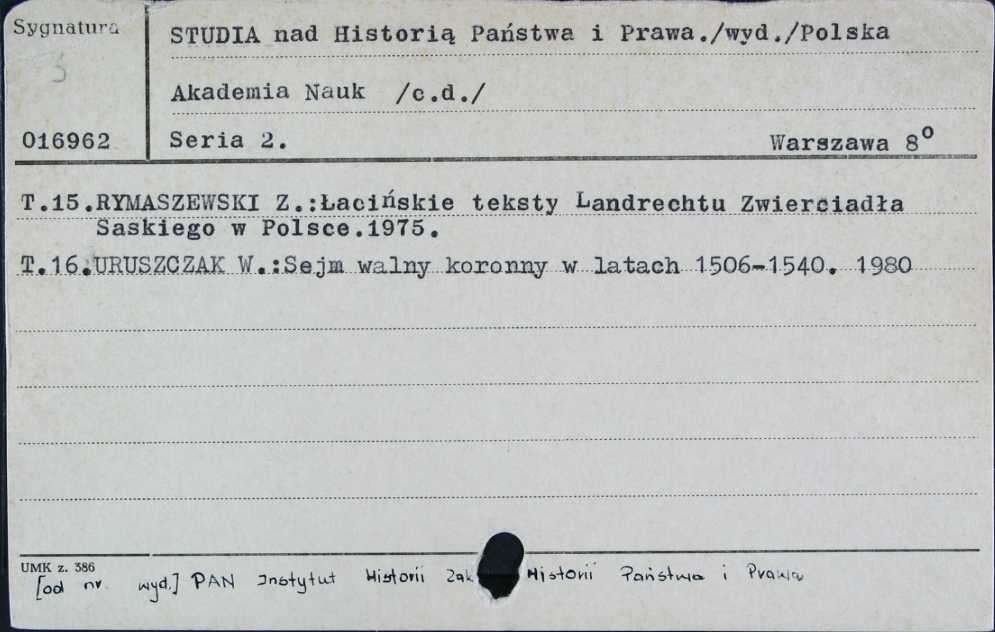 Sygnatura
STUDIA nad Historią Państwa i Prawa./wyd./Polska
Akademia Nauk /c.d./
016962
Seria 2. Warszawa 8°
T.15.RYMASZEWSKI Z.:Łacińskie teksty Landrechtu Zwierciadła
Saskiego w Polsce.1975.
T.16.URUSZCZAK W.:Sejm walny koronny w latach 1506-1540. 1980
UMK z. 386
[od nr. wyd.] PAN Instytut Historii Zak Historii Państwa i Prawa